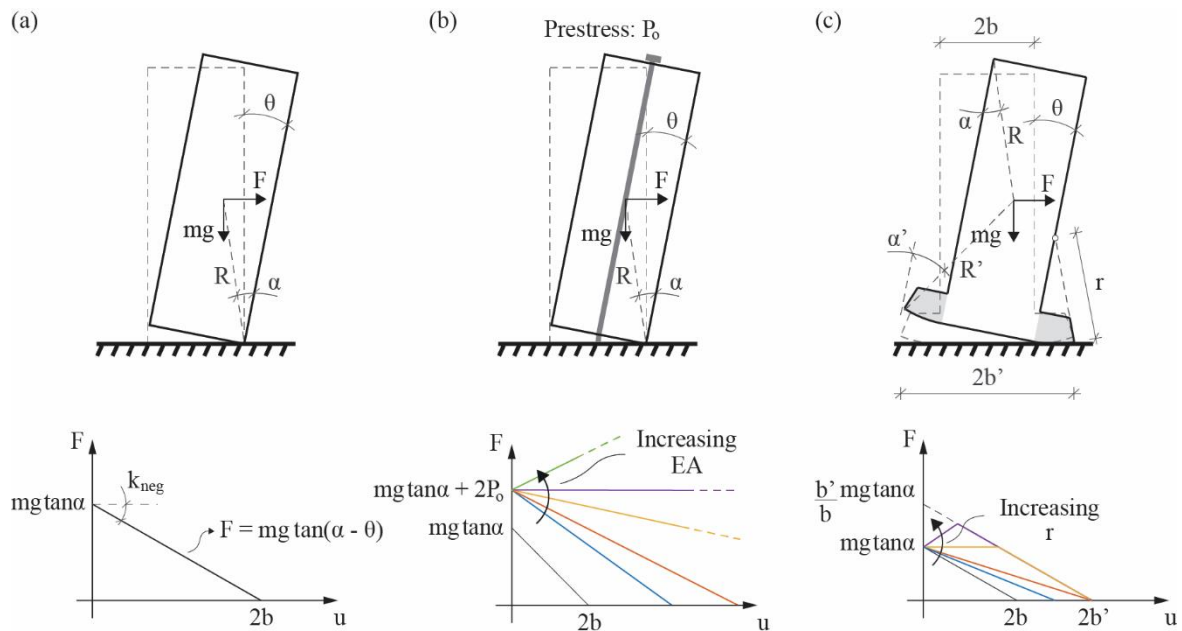 (a)
(b)
(c)
Prestress: Pₒ
2b
θ
θ
θ
α
R
F
F
F
mg
mg
mg
R
α
R
α
α'
R'
r
2b'
F
kneg
mg tanα
F = mg tan(α - θ)
2b
u
F
Increasing
EA
mg tanα + 2Pₒ
mg tanα
2b
u
F
b'
b
mg tanα
Increasing
r
mg tanα
2b
2b'
u